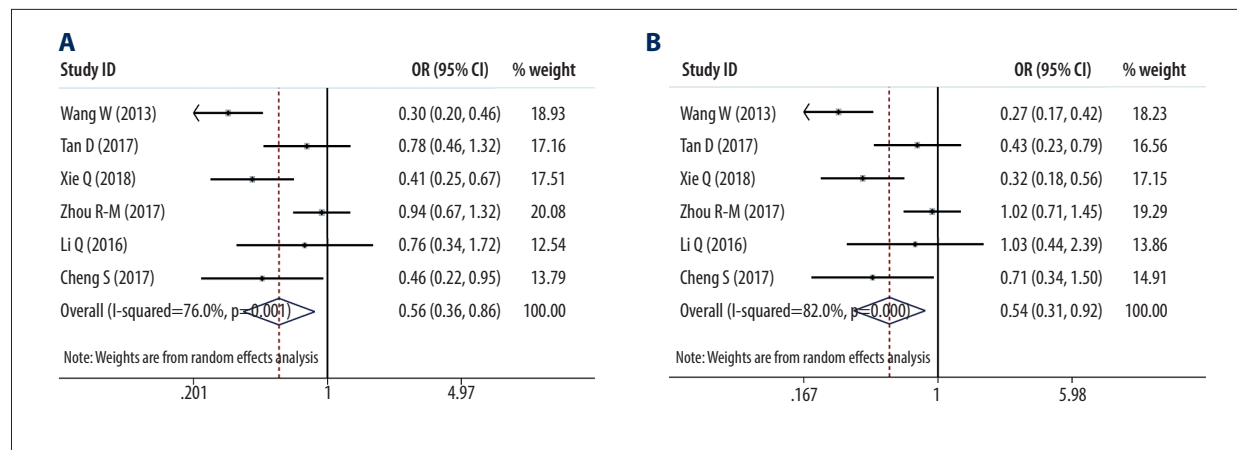 A
Study ID OR (95% CI) % weight
Wang W (2013) 0.30 (0.20, 0.46) 18.93
Tan D (2017) 0.78 (0.46, 1.32) 17.16
Xie Q (2018) 0.41 (0.25, 0.67) 17.51
Zhou R-M (2017) 0.94 (0.67, 1.32) 20.08
Li Q (2016) 0.76 (0.34, 1.72) 12.54
Cheng S (2017) 0.46 (0.22, 0.95) 13.79
Overall (I-squared=76.0%, p=0.001) 0.56 (0.36, 0.86) 100.00
Note: Weights are from random effects analysis
.201 1 4.97
B
Study ID OR (95% CI) % weight
Wang W (2013) 0.27 (0.17, 0.42) 18.23
Tan D (2017) 0.43 (0.23, 0.79) 16.56
Xie Q (2018) 0.32 (0.18, 0.56) 17.15
Zhou R-M (2017) 1.02 (0.71, 1.45) 19.29
Li Q (2016) 1.03 (0.44, 2.39) 13.86
Cheng S (2017) 0.71 (0.34, 1.50) 14.91
Overall (I-squared=82.0%, p=0.000) 0.54 (0.31, 0.92) 100.00
Note: Weights are from random effects analysis
.167 1 5.98